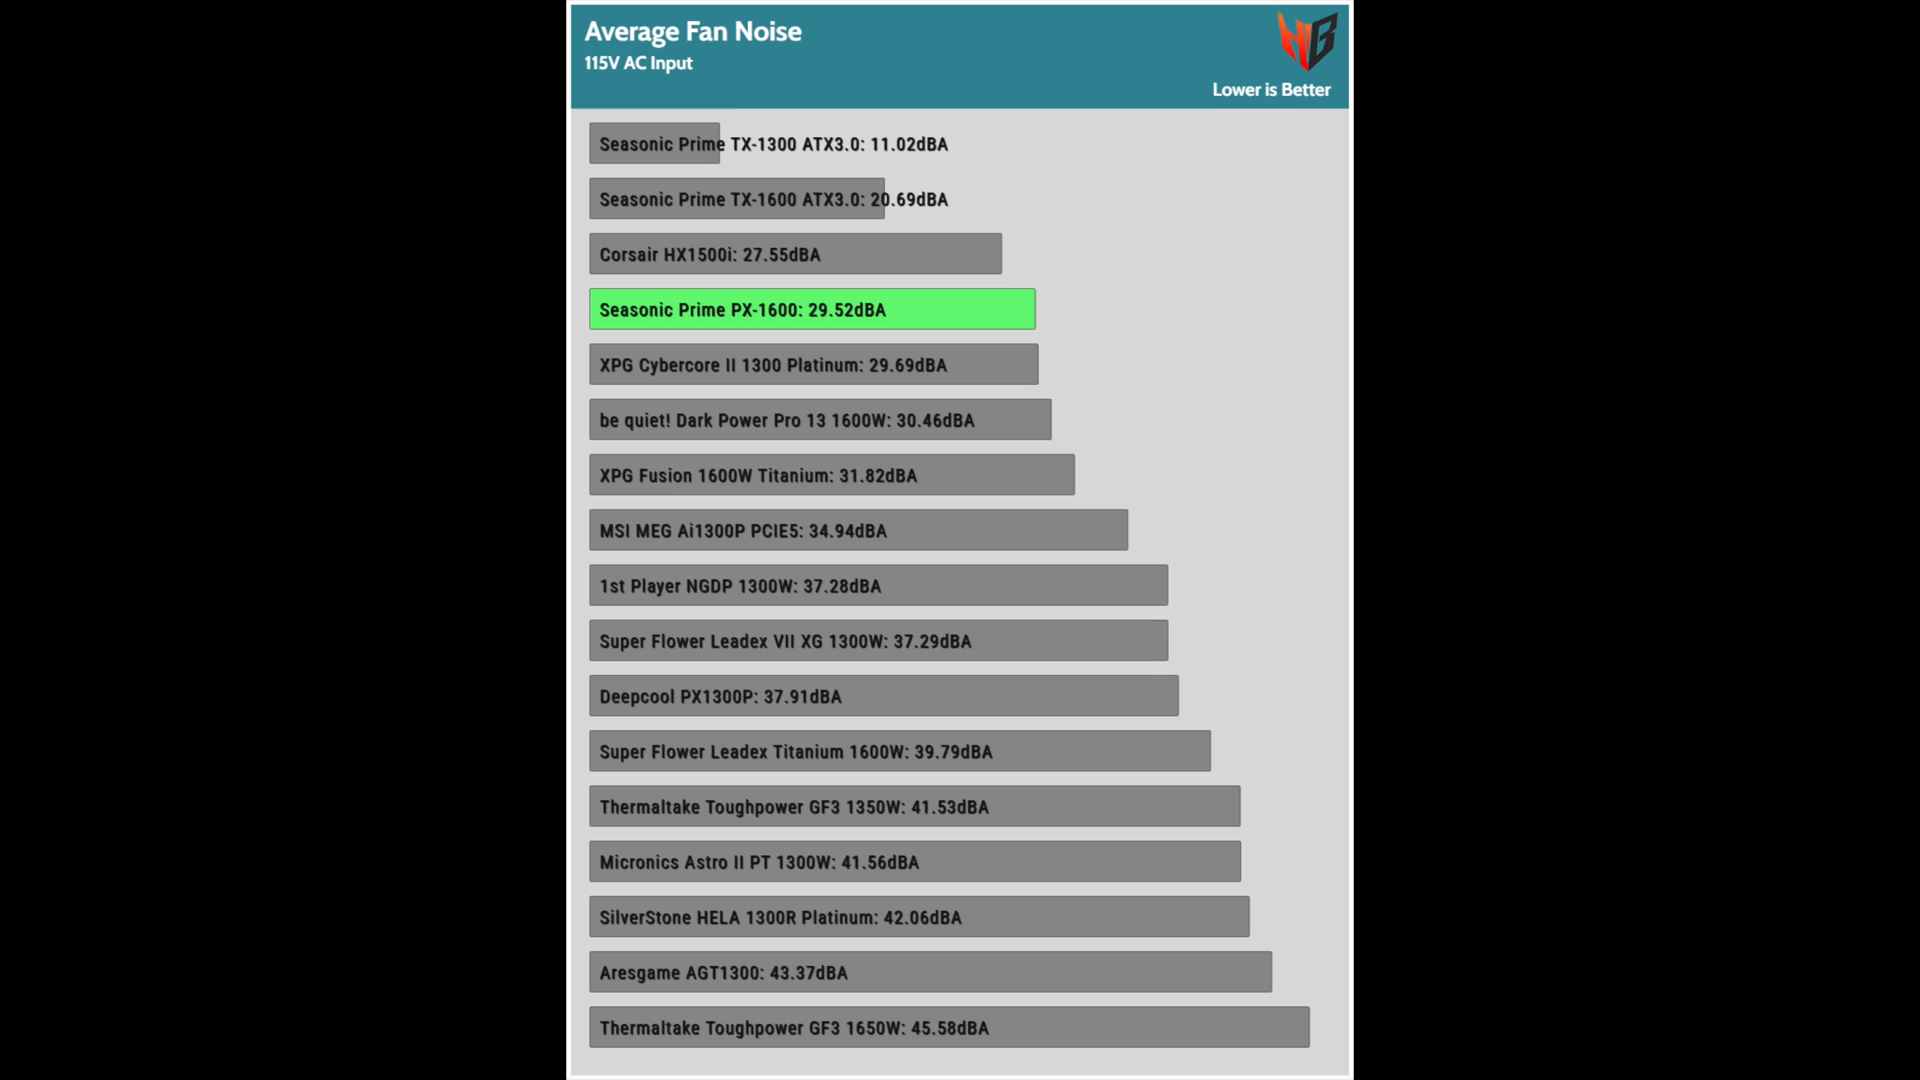 Average Fan Noise
115V AC Input
HB
Lower is Better
Seasonic Prime TX-1300 ATX3.0: 11.02dBA
Seasonic Prime TX-1600 ATX3.0: 20.69dBA
Corsair HX1500i: 27.55dBA
Seasonic Prime PX-1600: 29.52dBA
XPG Cybercore II 1300 Platinum: 29.69dBA
be quiet! Dark Power Pro 13 1600W: 30.46dBA
XPG Fusion 1600W Titanium: 31.82dBA
MSI MEG Ai1300P PCIE5: 34.94dBA
1st Player NGDP 1300W: 37.28dBA
Super Flower Leadex VII XG 1300W: 37.29dBA
Deepcool PX1300P: 37.91dBA
Super Flower Leadex Titanium 1600W: 39.79dBA
Thermaltake Toughpower GF3 1350W: 41.53dBA
Micronics Astro II PT 1300W: 41.56dBA
SilverStone HELA 1300R Platinum: 42.06dBA
Aresgame AGT1300: 43.37dBA
Thermaltake Toughpower GF3 1650W: 45.58dBA